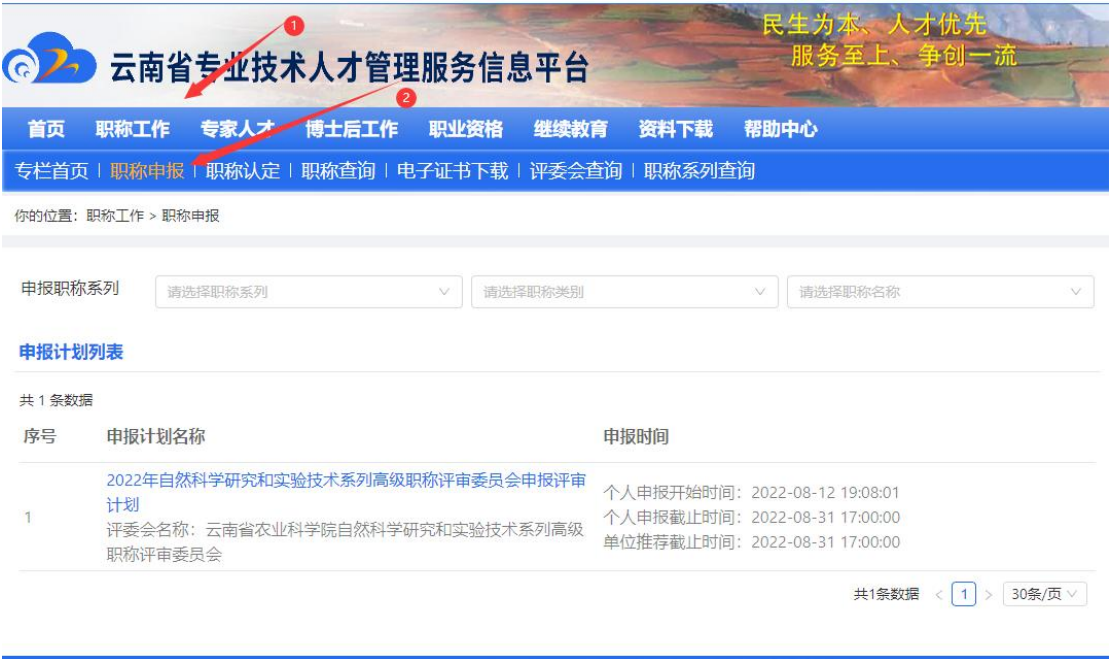 民生为本、人才优先
服务至上、争创一流
云南省专业技术人才管理服务信息平台
1
2
首页 职称工作 专家人才 博士后工作 职业资格 继续教育 资料下载 帮助中心
专栏首页 | 职称申报 | 职称认定 | 职称查询 | 电子证书下载 | 评委会查询 | 职称系列查询
你的位置：职称工作 > 职称申报
申报职称系列 请选择职称系列 请选择职称类别 请选择职称名称
申报计划列表
共 1 条数据
序号 申报计划名称 申报时间
2022年自然科学研究和实验技术系列高级职称评审委员会申报评审
计划
1
评委会名称：云南省农业科学院自然科学研究和实验技术系列高级
职称评审委员会
个人申报开始时间：2022-08-12 19:08:01
个人申报截止时间：2022-08-31 17:00:00
单位推荐截止时间：2022-08-31 17:00:00
共1条数据 < 1 > 30条/页